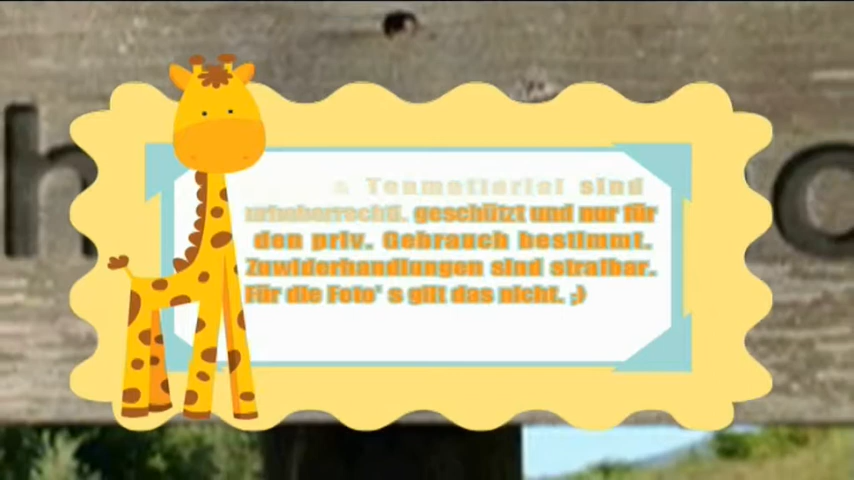 Tonmaterial sind
urheberrechtl. geschützt und nur für
den priv. Gebrauch bestimmt.
Zuwiderhandlungen sind strafbar.
Für die Foto' s gilt das nicht. ;)